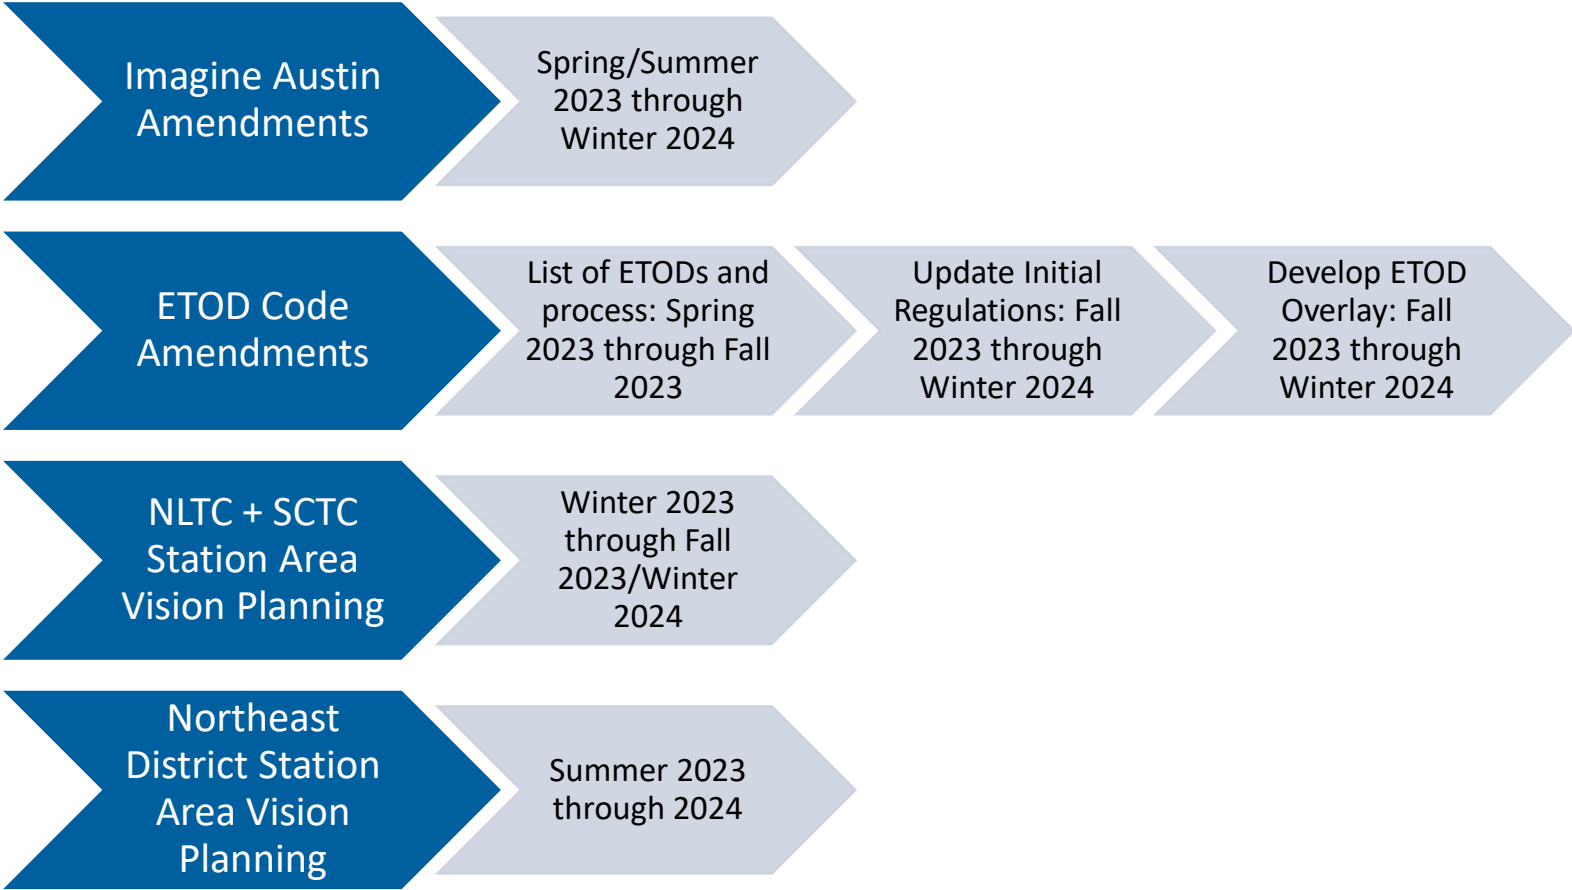 Imagine Austin
Amendments
Spring/Summer
2023 through
Winter 2024
ETOD Code
Amendments
List of ETODs and
process: Spring
2023 through Fall
2023
Update Initial
Regulations: Fall
2023 through
Winter 2024
Develop ETOD
Overlay: Fall
2023 through
Winter 2024
NLTC + SCTC
Station Area
Vision Planning
Winter 2023
through Fall
2023/Winter
2024
Northeast
District Station
Area Vision
Planning
Summer 2023
through 2024